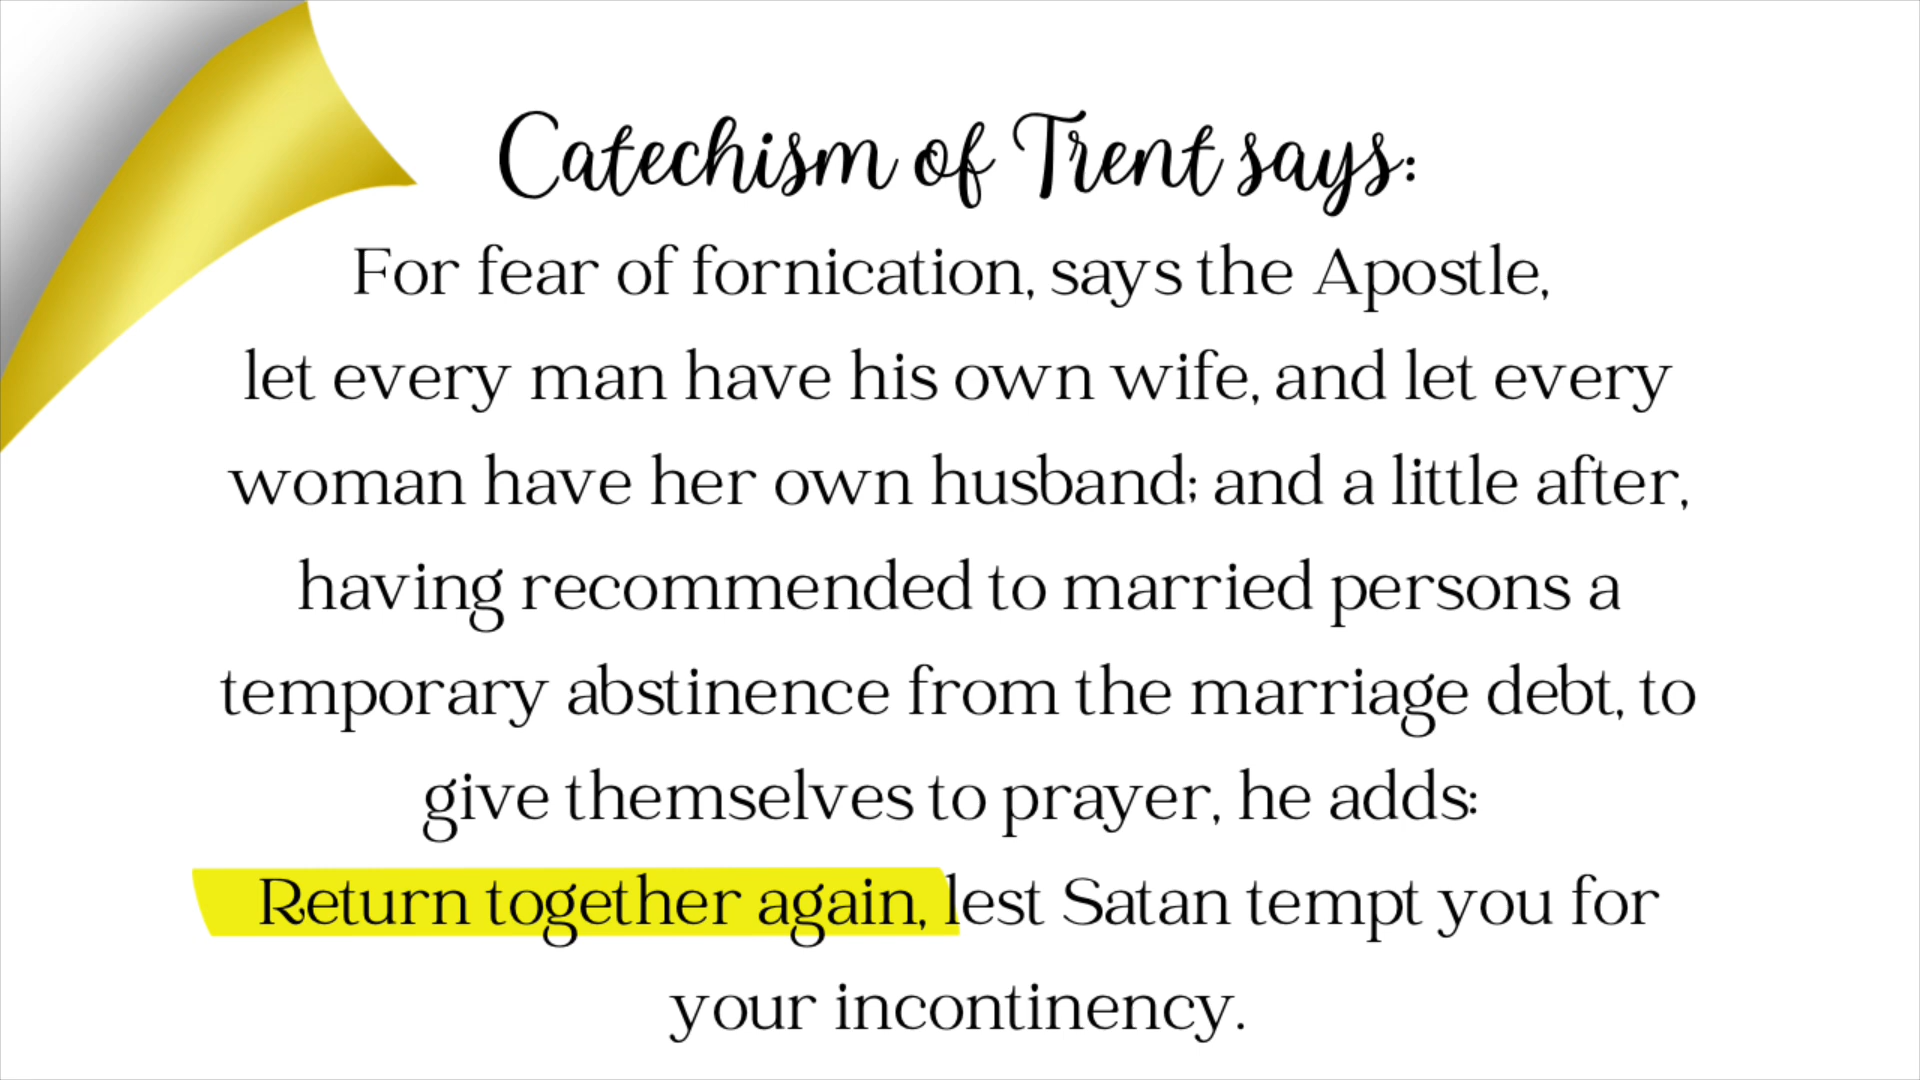 Catechism of Trent says:
For fear of fornication, says the Apostle,
let every man have his own wife, and let every
woman have her own husband; and a little after,
having recommended to married persons a
temporary abstinence from the marriage debt, to
give themselves to prayer, he adds:
Return together again, lest Satan tempt you for
your incontinency.